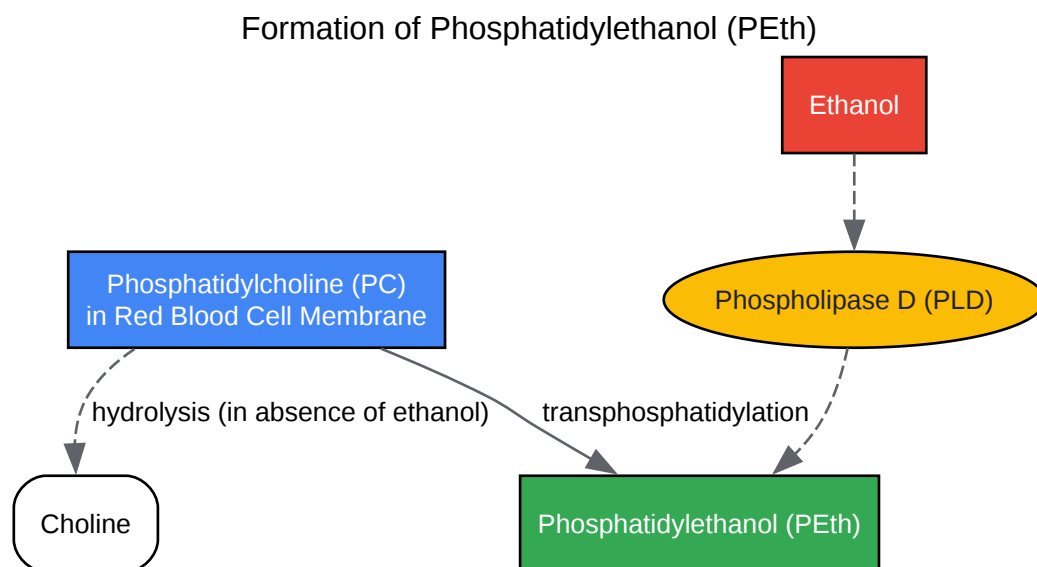 Formation of Phosphatidylethanol (PEth)
Ethanol
Phosphatidylcholine (PC)
in Red Blood Cell Membrane
Phospholipase D (PLD)
hydrolysis (in absence of ethanol)
transphosphatidylation
Choline
Phosphatidylethanol (PEth)